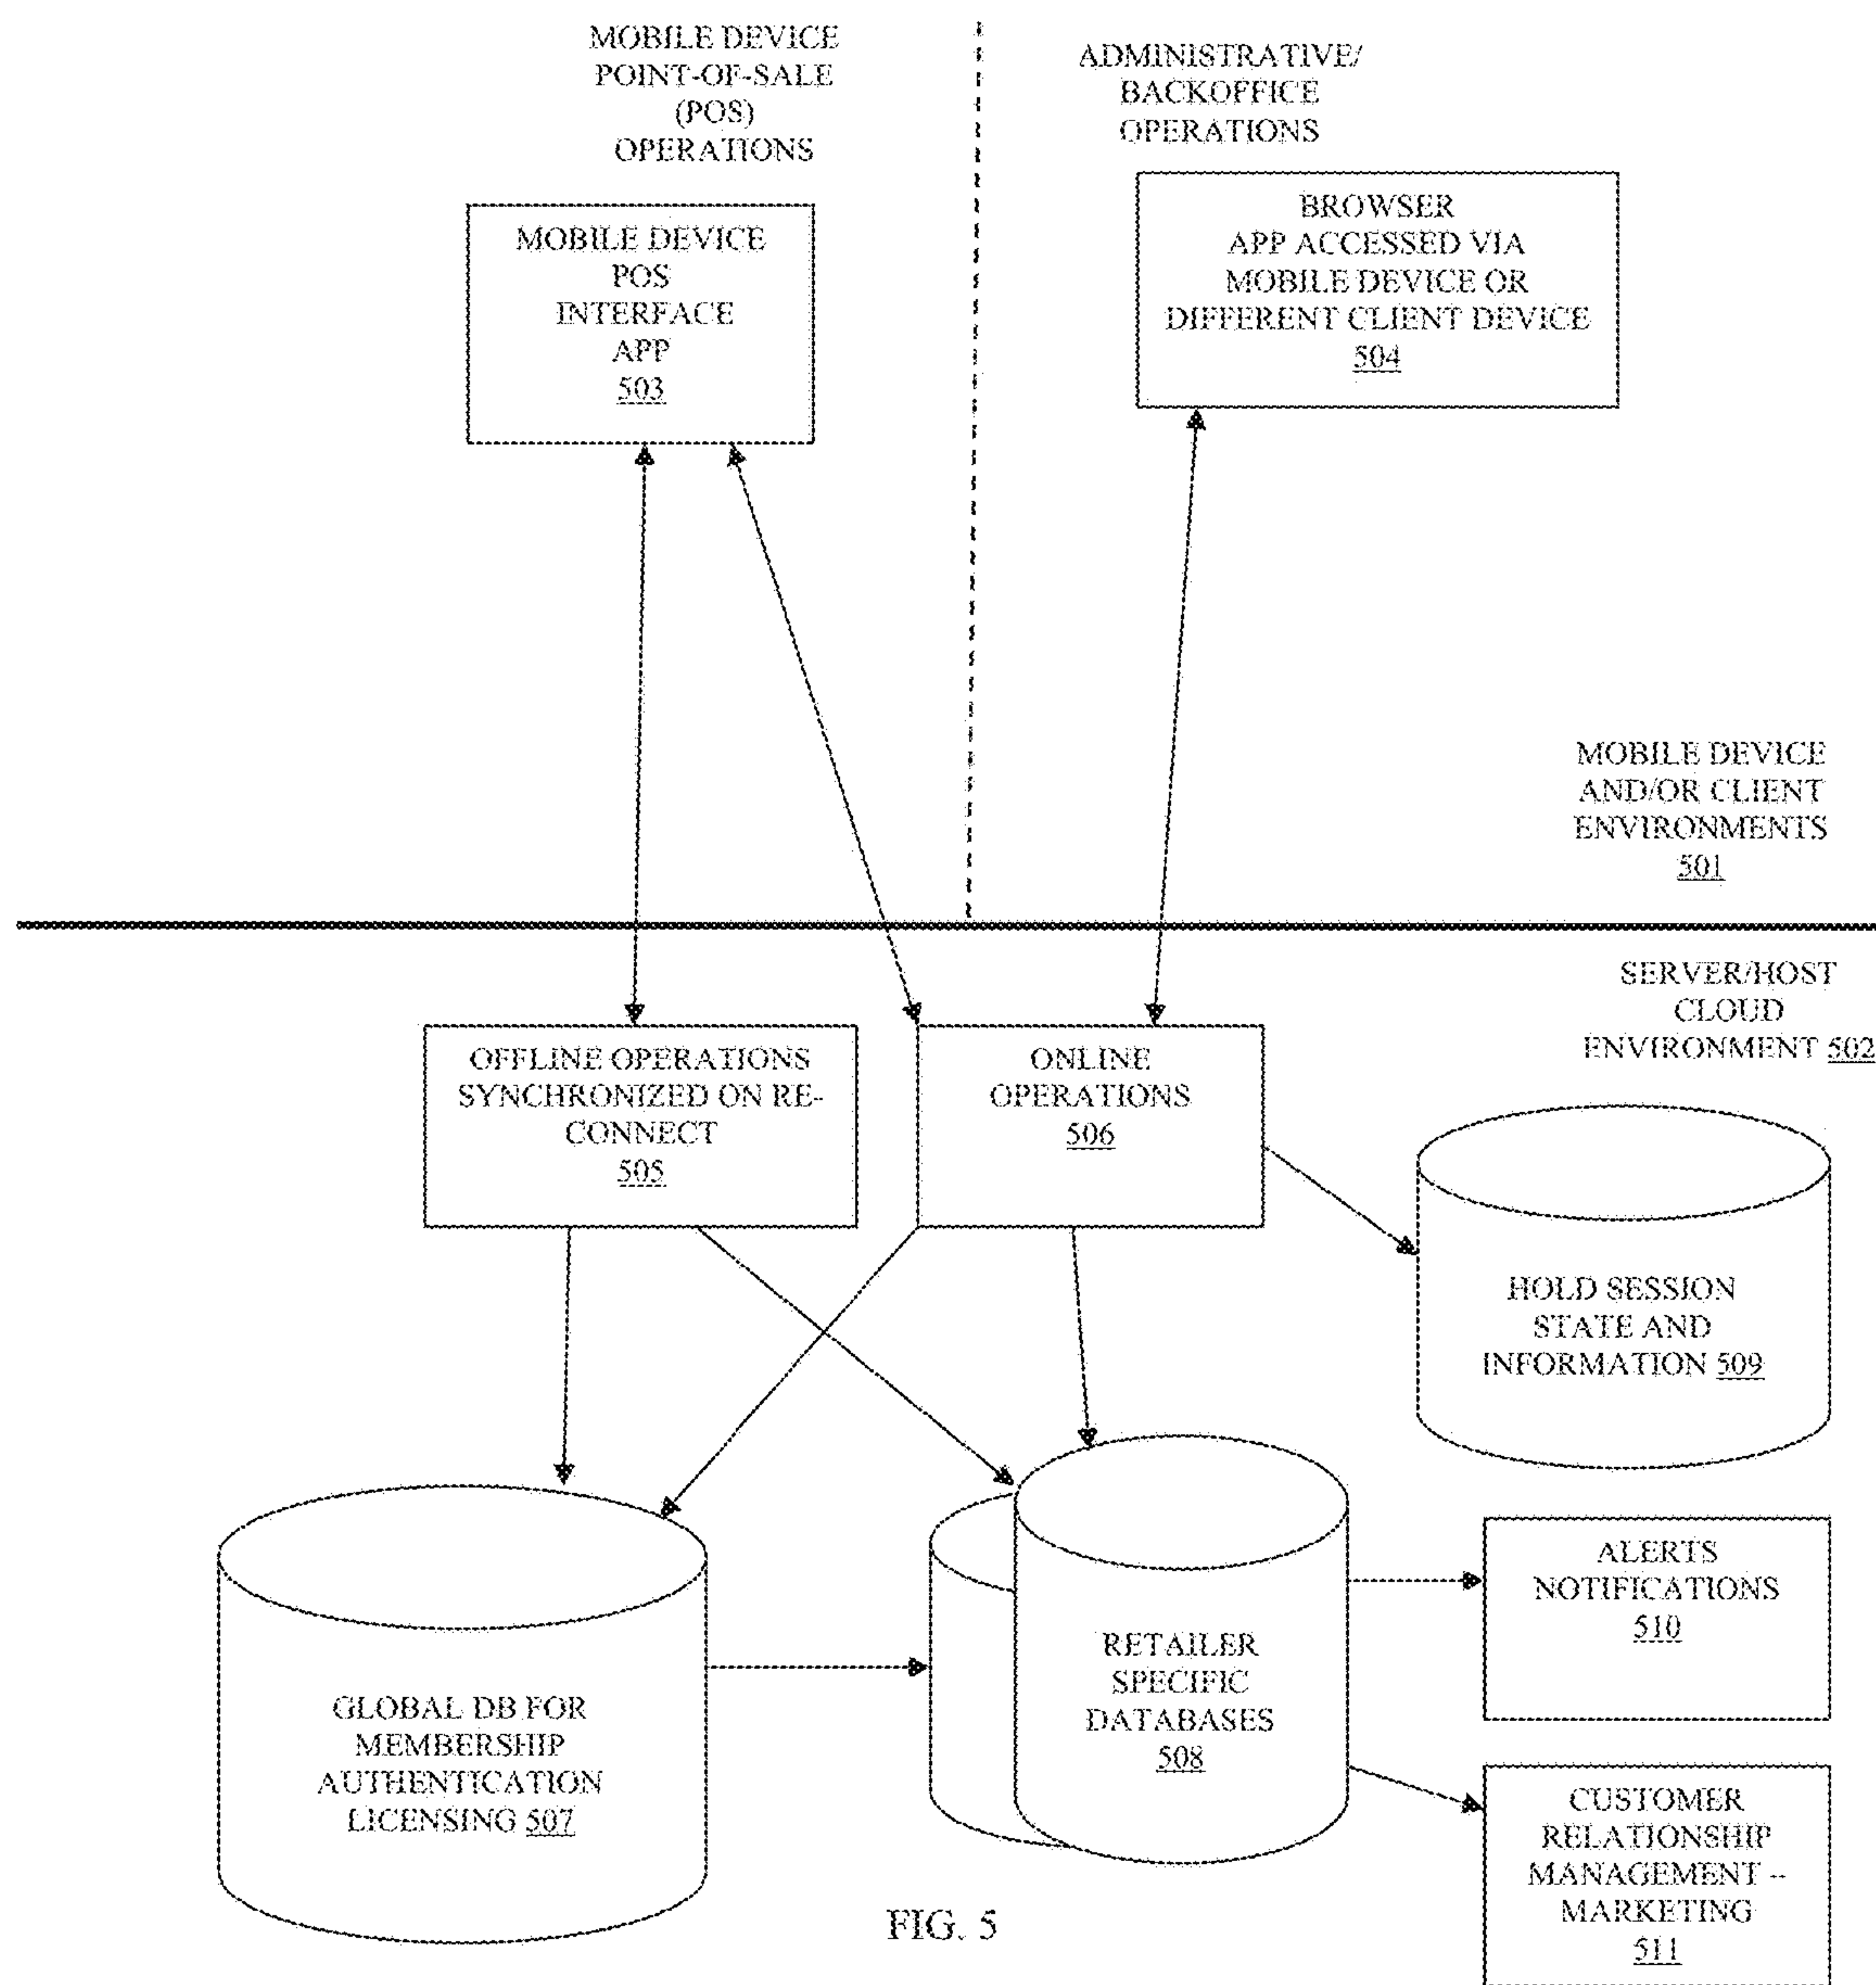 MOBILE DEVICE
POINT-OF-SALE
(POS)
OPERATIONS
ADMINISTRATIVE/
BACKOFFICE
OPERATIONS
MOBILE DEVICE
POS
INTERFACE
APP
503
BROWSER
APP ACCESSED VIA
MOBILE DEVICE OR
DIFFERENT CLIENT DEVICE
504
MOBILE DEVICE
AND/OR CLIENT
ENVIRONMENTS
501
SERVER/HOST
CLOUD
ENVIRONMENT 502
OFFLINE OPERATIONS
SYNCHRONIZED ON RE-
CONNECT
505
ONLINE
OPERATIONS
506
HOLD SESSION
STATE AND
INFORMATION 509
GLOBAL DB FOR
MEMBERSHIP
AUTHENTICATION
LICENSING 507
RETAILER
SPECIFIC
DATABASES
508
ALERTS
NOTIFICATIONS
510
CUSTOMER
RELATIONSHIP
MANAGEMENT --
MARKETING
511
FIG. 5